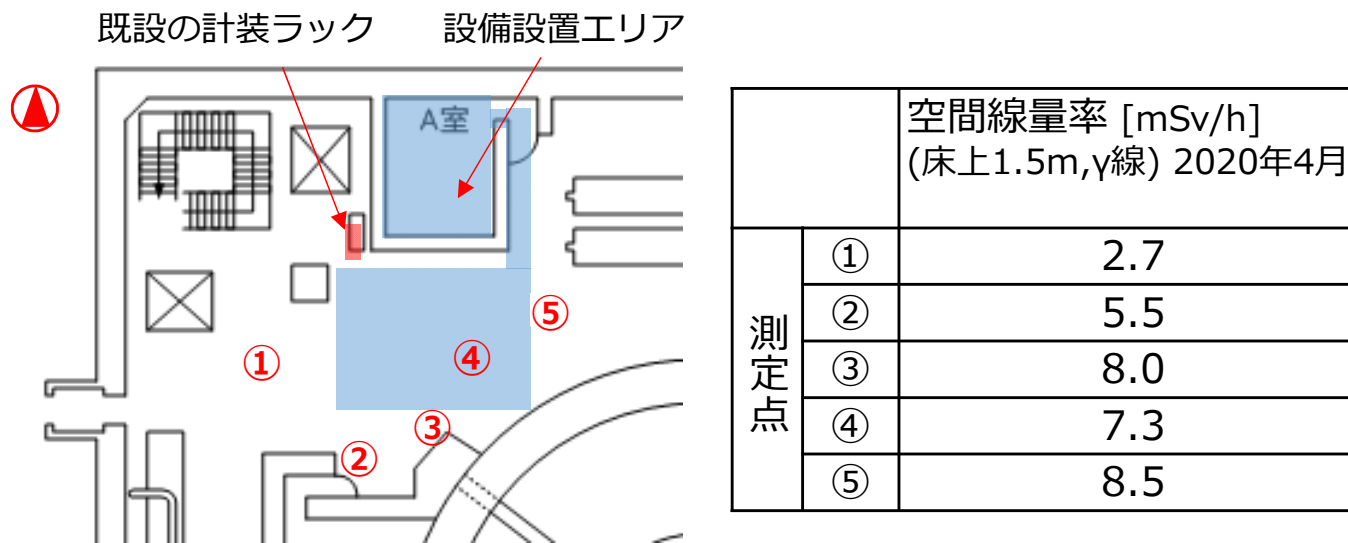 既設の計装ラック
設備設置エリア
A室
①
②
③
④
⑤
空間線量率 [mSv/h]
(床上1.5m,γ線) 2020年4月
測定点
① 2.7
② 5.5
③ 8.0
④ 7.3
⑤ 8.5